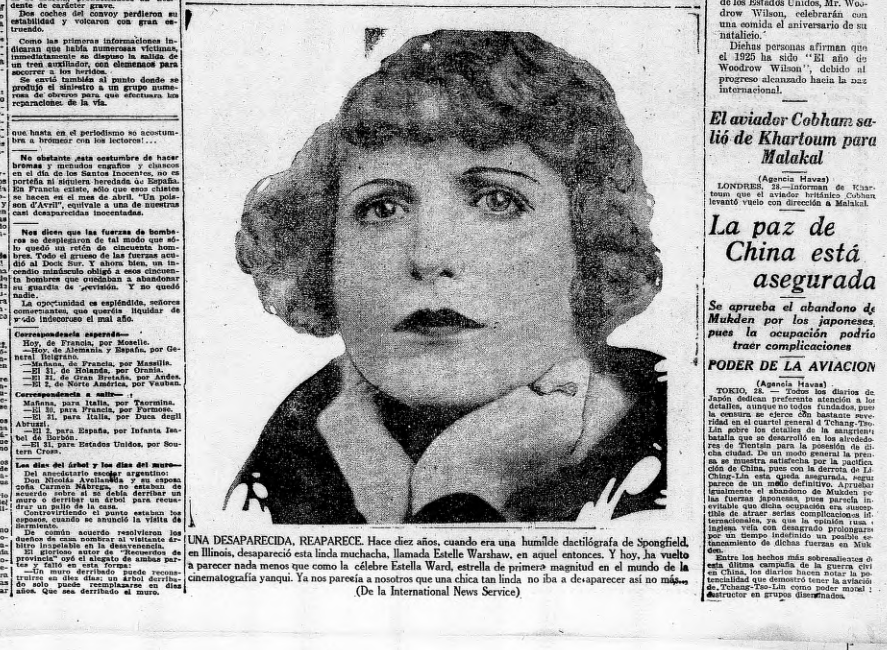 dente de carácter grave.
Dos coches del convoy perdieron su
estabilidad y volcaron con gran es-
truendo.
Como las primeras informaciones in-
dicaran que había numerosas víctimas,
inmediatamente se dispuso la salida de
un tren auxiliador, con elementos para
socorrer a los heridos.
Se envió también al punto donde se
produjo el siniestro a un grupo nume-
roso de obreros para que efectuara las
reparaciones de la vía.
que hasta en el periodismo se acostum-
bra a bromear con los lectores!...
No obstante esta costumbre de hacer
bromas y menudos engaños y chascos
en el día de los Santos Inocentes, no es
porteña ni siquiera heredada de España.
En Francia existe, sólo que esos chistes
se hacen en el mes de abril. "Un pois-
son d'Avril", equivale a una de nuestras
casi desaparecidas inocentadas.
Nos dicen que las fuerzas de bombe-
ros se desplegaron de tal modo que só-
lo quedó un retén de cincuenta hom-
bres. Todo el grueso de las fuerzas acu-
dió al Dock Sur. Y ahora bien, un in-
cendio minúsculo obligó a esos cincuen-
ta hombres que quedaban a abandonar
su guardia de previsión. Y no quedó
nadie.
La oportunidad es espléndida, señores
comerciantes, que queréis liquidar de
modo indecoroso el mal año.
Correspondencia esperada—
Hoy, de Francia, por Moselle.
—Hoy, de Alemania y España, por Ge-
neral Belgrano.
—Mañana, de Francia, por Massilia.
—El 31, de Holanda, por Orania.
—El 31, de Gran Bretaña, por Andes.
—El 2, de Norte América, por Vauban.
Correspondencia a salir—
Mañana, para Italia, por Taormina.
—El 30, para Francia, por Formose.
—El 31, para Italia, por Duca degli
Abruzzi.
—El 2, para España, por Infanta Isa-
bel de Borbón.
—El 31, para Estados Unidos, por Sou-
tern Cross.
Los días del árbol y los días del muro—
Del anecdotario escolar argentino:
Don Nicolás Avellaneda y su esposa
doña Carmen Nábrega, no estaban de
acuerdo sobre si se debía derribar un
muro o derribar un árbol para recua-
drar un patio de la casa.
Controvirtiendo el punto estaban los
esposos, cuando se anunció la visita de
Sarmiento.
De común acuerdo resolvieron los
dueños de casa nombrar al visitante ár-
bitro inapelable en la desavenencia.
El glorioso autor de "Recuerdos de
provincia" oyó el alegato de ambas par-
tes y falló en esta forma:
—Un muro derribado puede recons-
truirse en diez días; un árbol derriba-
do solo puede reemplazarse en diez
años. Que sea derribado el muro.
UNA DESAPARECIDA, REAPARECE. Hace diez años, cuando era una humilde dactilógrafa de Spongfield,
en Illinois, desapareció esta linda muchacha, llamada Estelle Warshaw, en aquel entonces. Y hoy, ha vuelto
a parecer nada menos que como la célebre Estella Ward, estrella de primera magnitud en el mundo de la
cinematografía yanqui. Ya nos parecía a nosotros que una chica tan linda no iba a desaparecer así no más...
(De la International News Service)
de los Estados Unidos, Mr. Woo-
drow Wilson, celebrarán con
una comida el aniversario de su
natalicio.
Dichas personas afirman que
el 1925 ha sido "El año de
Woodrow Wilson", debido al
progreso alcanzado hacia la paz
internacional.
El aviador Cobham sa-
lió de Khartoum para
Malakal
(Agencia Havas)
LONDRES, 28.—Informan de Khar-
toum que el aviador británico Cobham
levantó vuelo con dirección a Malakal.
La paz de
China está
asegurada
Se aprueba el abandono de
Mukden por los japoneses,
pues la ocupación podría
traer complicaciones
PODER DE LA AVIACION
(Agencia Havas)
TOKIO, 28. — Todos los diarios del
Japón dedican preferente atención a los
detalles, aunque no todos fundados, pues
la censura se ejerce con bastante seve-
ridad en el cuartel general d Tchang-Tso-
Lin sobre los detalles de la sangrienta
batalla que se desarrolló en los alrededo-
res de Tientsin para la posesión de di-
cha ciudad. De un modo general la pren-
sa se muestra satisfecha por la pacifica-
ción de China, pues con la derrota de Li-
Ching-Lin esta queda asegurada, según
parece de un modo definitivo. Aprueban
igualmente el abandono de Mukden por
las fuerzas japonesas, pues parecía in-
evitable que dicha ocupación era suscep-
tible de atraer serias complicaciones in-
ternacionales, ya que la opinión rusa e
inglesa veía con desagrado prolongarse
por un tiempo indefinido un posible es-
tancamiento de dichas fuerzas en Muk-
den.
Entre los hechos más sobresalientes de
esta última campaña de la guerra civil
en China, los diarios hacen notar la po-
tencialidad que demostró tener la aviación
de Tchang-Tso-Lin como poder moral y
destructor en grupos diseminados.